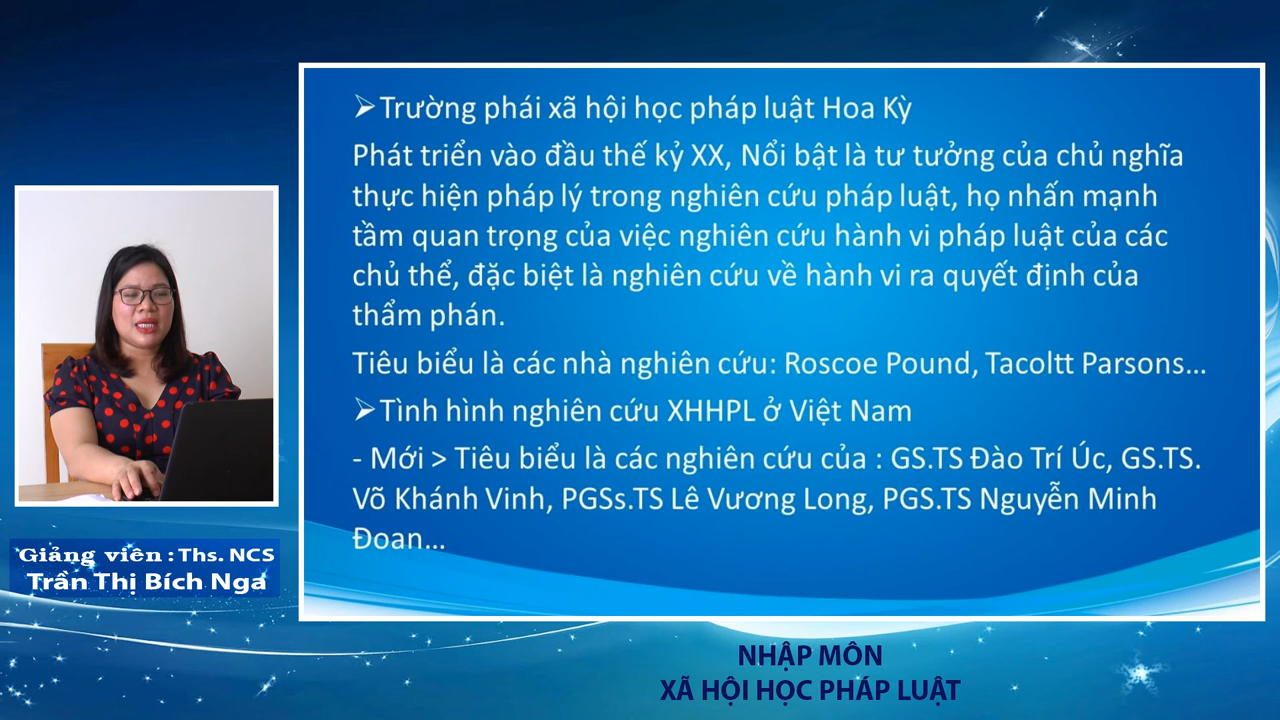 ➢Trường phái xã hội học pháp luật Hoa Kỳ
Phát triển vào đầu thế kỷ XX, Nổi bật là tư tưởng của chủ nghĩa
thực hiện pháp lý trong nghiên cứu pháp luật, họ nhấn mạnh
tầm quan trọng của việc nghiên cứu hành vi pháp luật của các
chủ thể, đặc biệt là nghiên cứu về hành vi ra quyết định của
thẩm phán.
Tiêu biểu là các nhà nghiên cứu: Roscoe Pound, Tacoltt Parsons...
➢Tình hình nghiên cứu XHHPL ở Việt Nam
- Mới > Tiêu biểu là các nghiên cứu của : GS.TS Đào Trí Úc, GS.TS.
Võ Khánh Vinh, PGSs.TS Lê Vương Long, PGS.TS Nguyễn Minh
Đoan...
Giảng viên : Ths. NCS
Trần Thị Bích Nga
NHẬP MÔN
XÃ HỘI HỌC PHÁP LUẬT